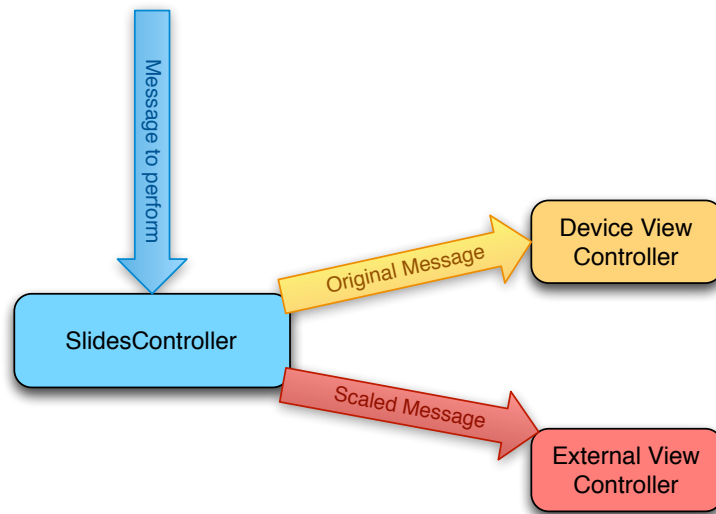 Message to perform
Original Message
Device View
Controller
SlidesController
Scaled Message
External View
Controller